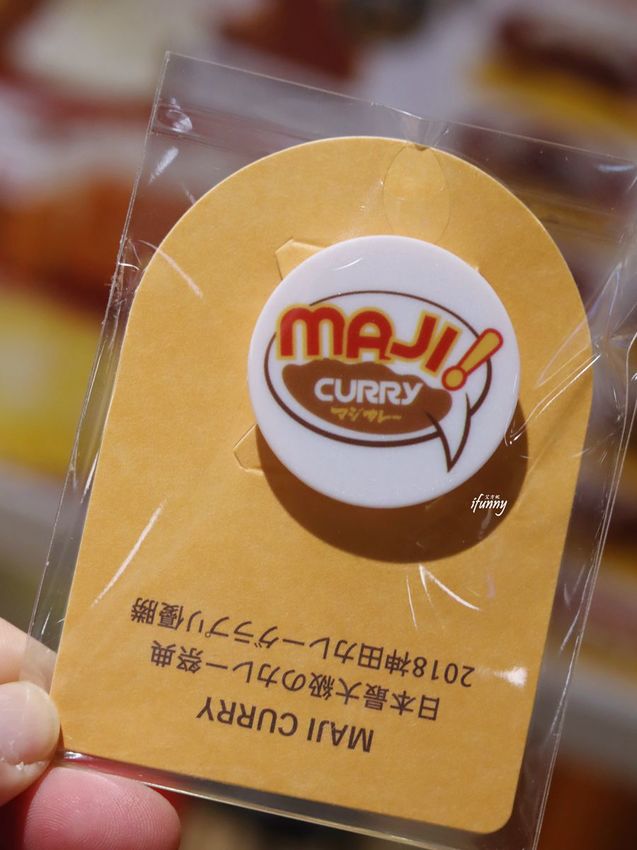 MAJI!
CURRY
マジカレー
ifunny
MAJI CURRY
日本最大級のカレー祭典
2018神田カレーグラプリ優勝